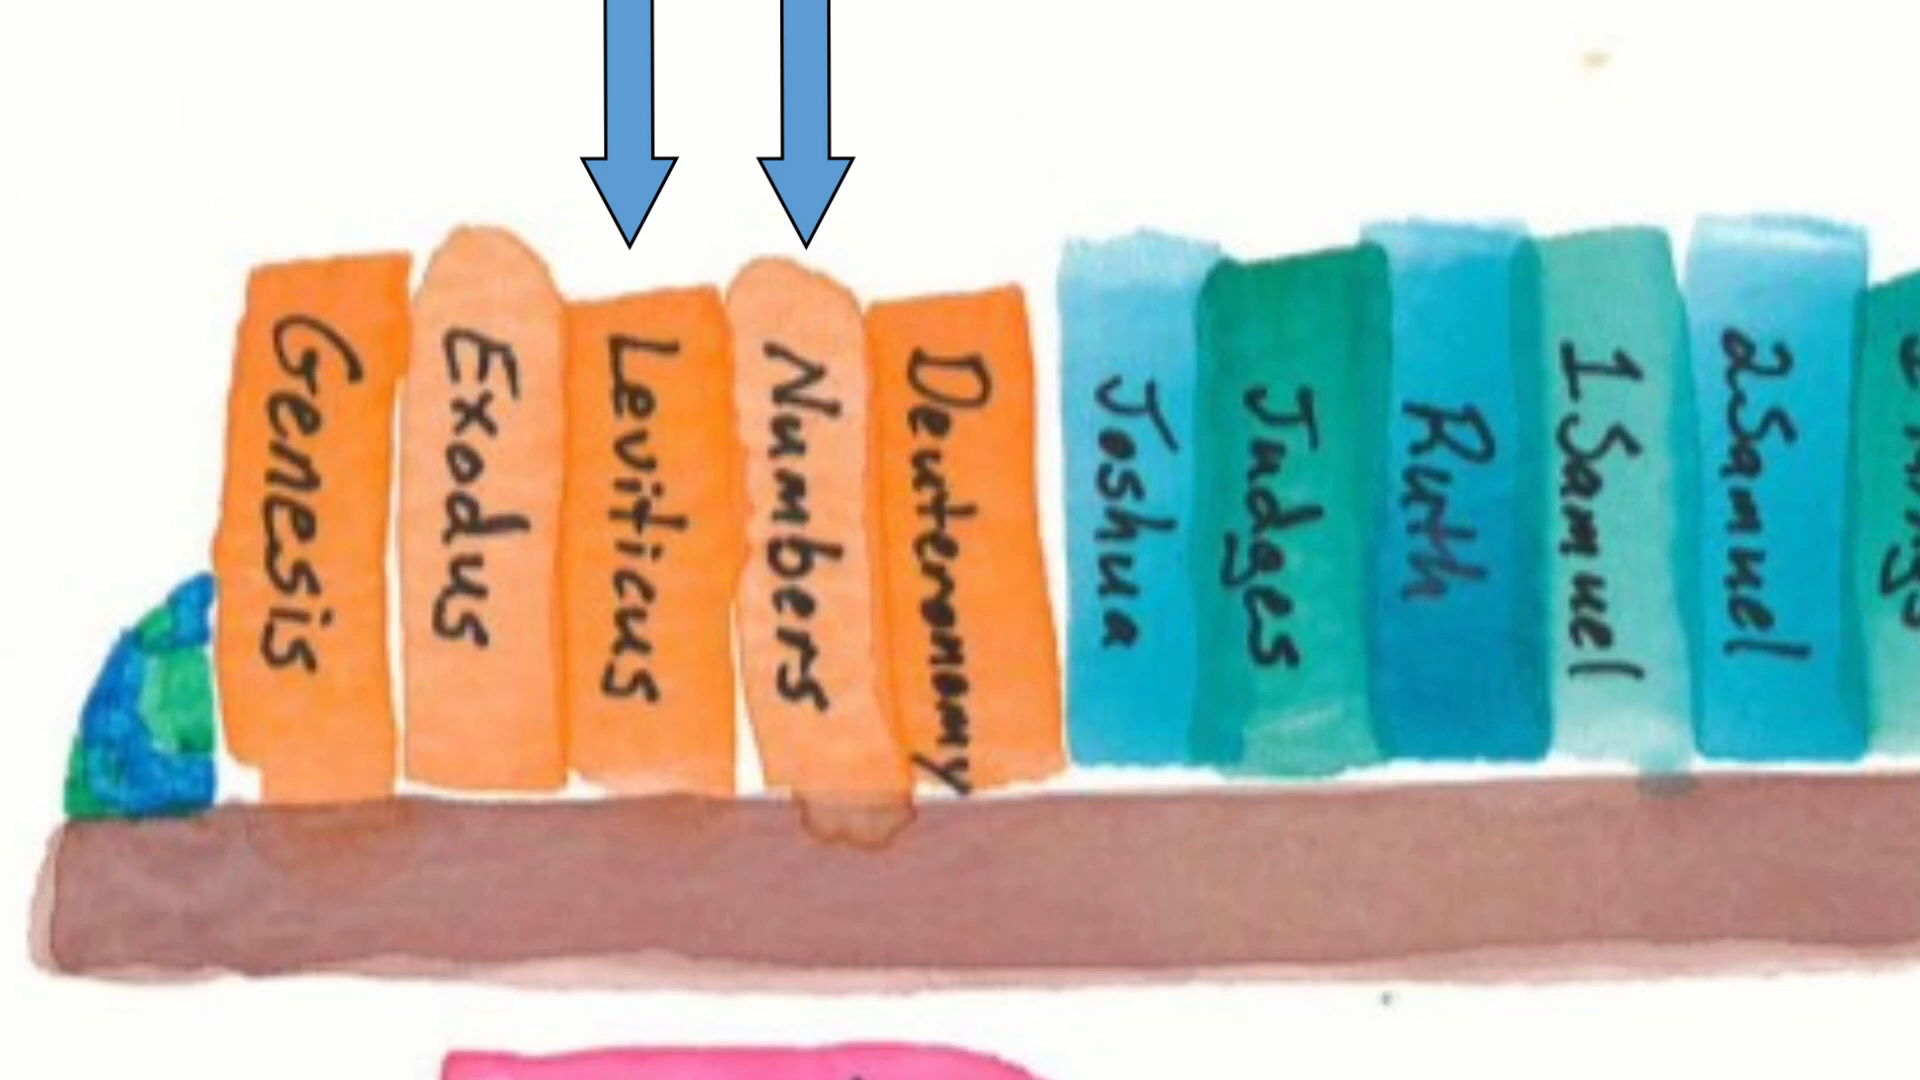 Genesis
Exodus
Leviticus
Numbers
Deuteronomy
Joshua
Judges
Ruth
1 Samuel
2 Samuel